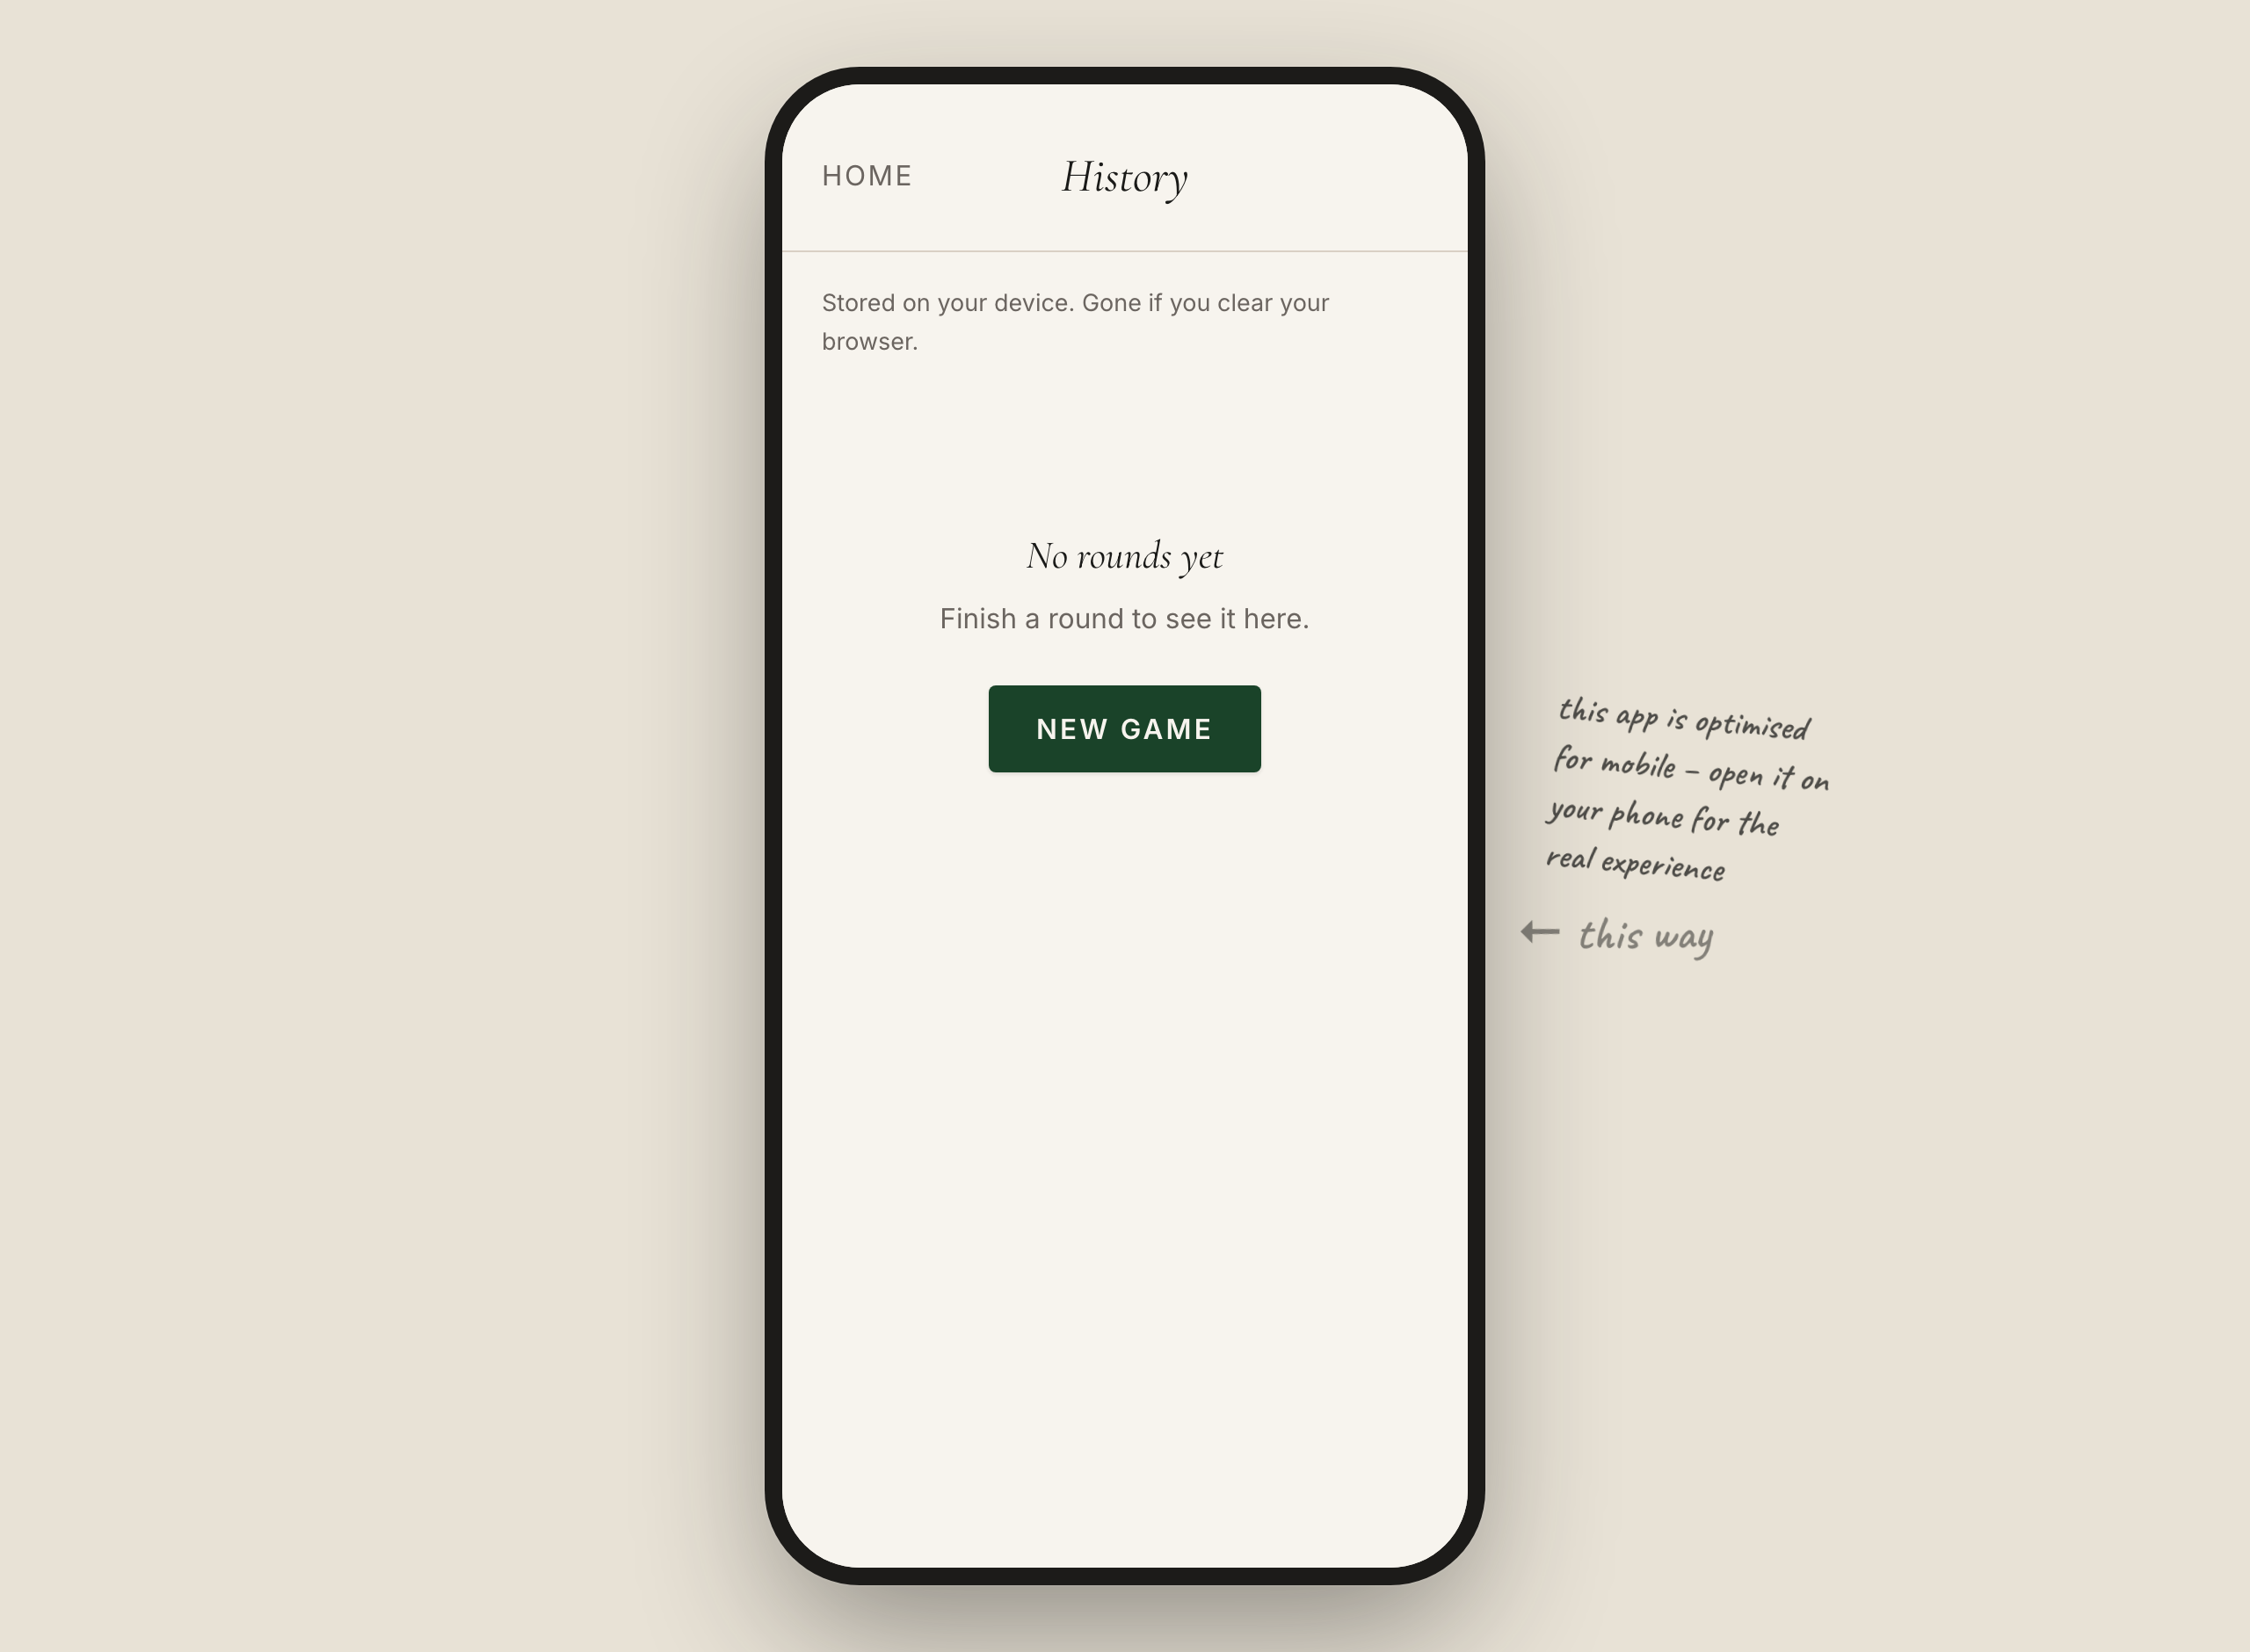 HOME
History
Stored on your device. Gone if you clear your
browser.
No rounds yet
Finish a round to see it here.
NEW GAME
this app is optimised
for mobile – open it on
your phone for the
real experience
← this way